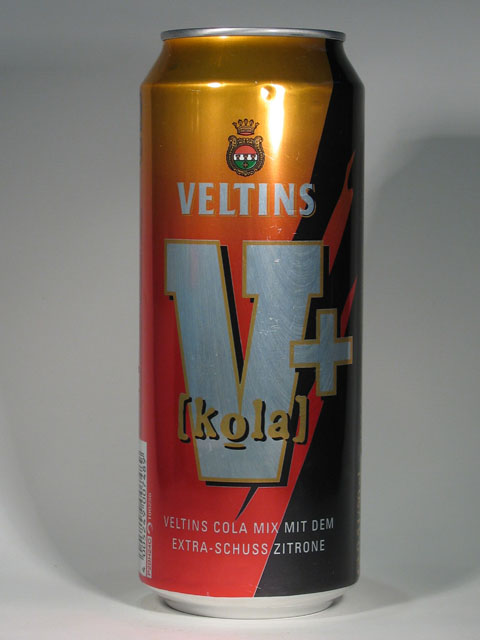 VELTINS
V+
[kola]
VELTINS COLA MIX MIT DEM
EXTRA-SCHUSS ZITRONE